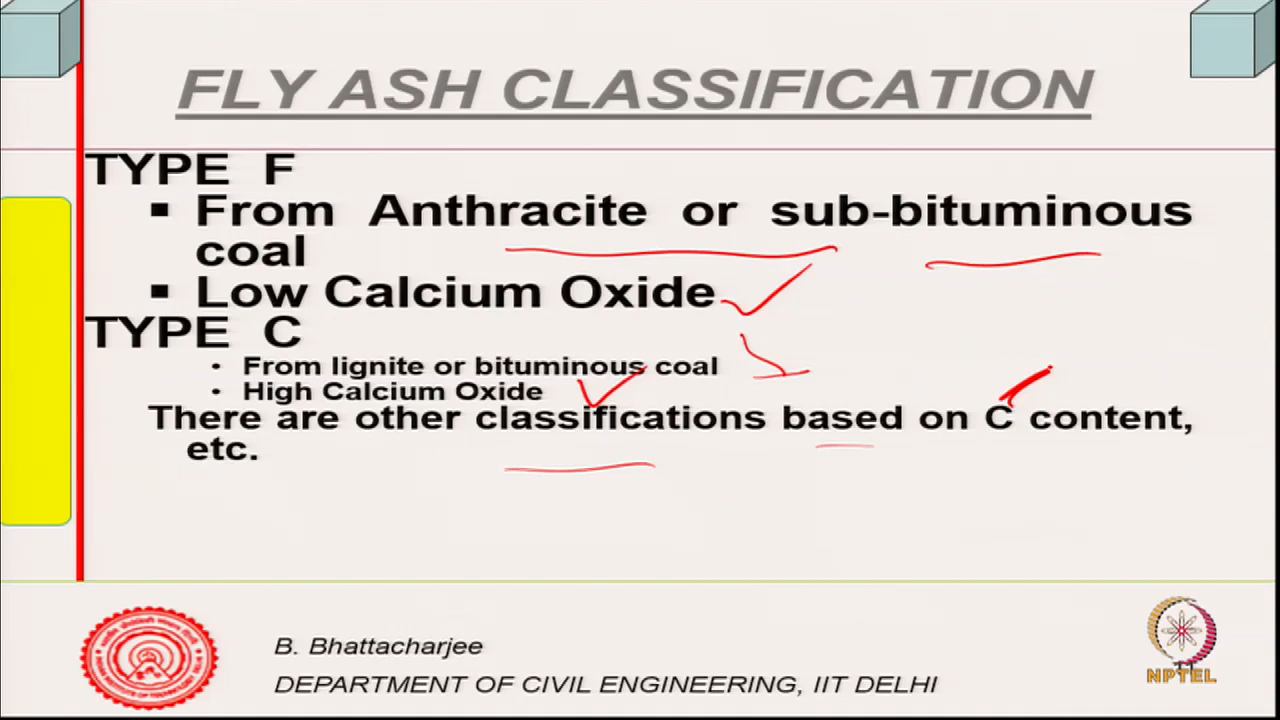 FLY ASH CLASSIFICATION
TYPE F
▪ From Anthracite or sub-bituminous
coal
▪ Low Calcium Oxide
TYPE C
• From lignite or bituminous coal
• High Calcium Oxide
There are other classifications based on C content,
etc.
B. Bhattacharjee
DEPARTMENT OF CIVIL ENGINEERING, IIT DELHI
NPTEL